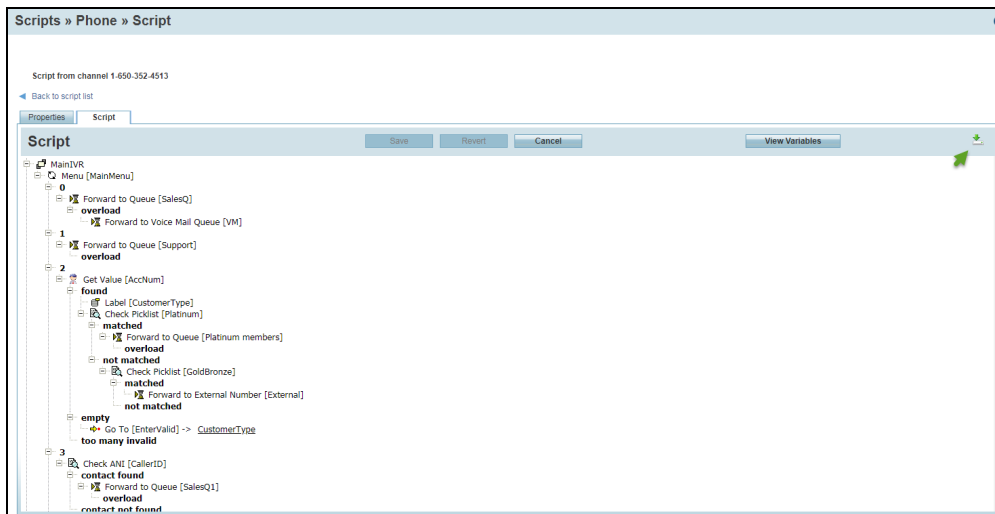 Scripts » Phone » Script
Script from channel 1-650-352-4513
Back to script list
Properties Script
Script Save Revert Cancel View Variables
MainIVR
Menu [MainMenu]
0
Forward to Queue [SalesQ]
overload
Forward to Voice Mail Queue [VM]
1
Forward to Queue [Support]
overload
2
Get Value [AccNum]
found
Label [CustomerType]
Check Picklist [Platinum]
matched
Forward to Queue [Platinum members]
overload
not matched
Check Picklist [GoldBronze]
matched
Forward to External Number [External]
not matched
empty
Go To [EnterValid] -> CustomerType
too many invalid
3
Check ANI [CallerID]
contact found
Forward to Queue [SalesQ1]
overload
contact not found